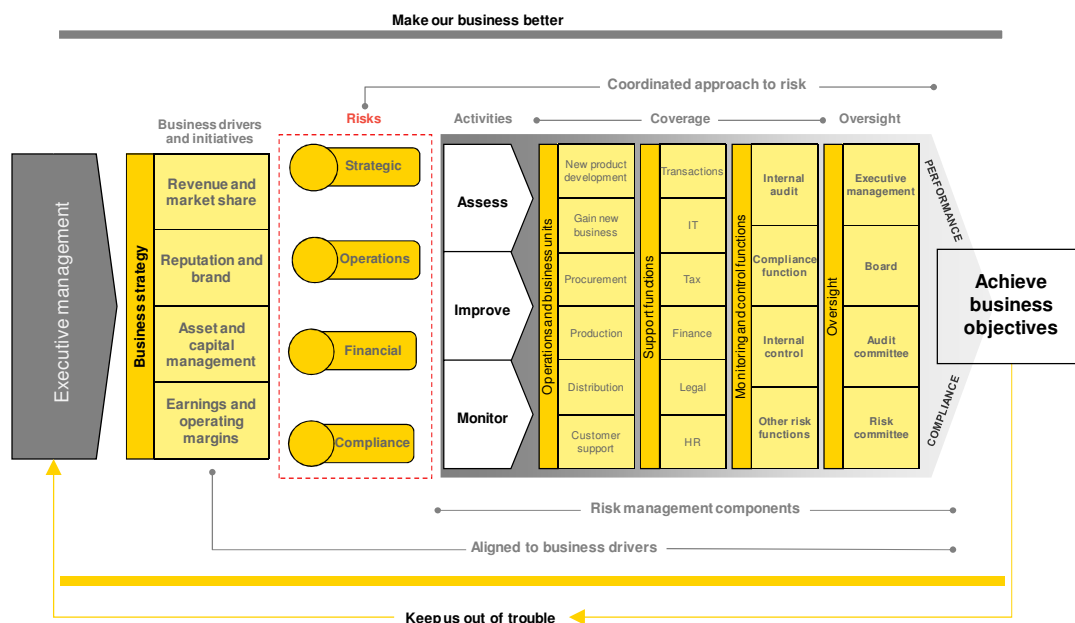 Make our business better
Coordinated approach to risk
Business drivers
and initiatives
Risks
Activities
Coverage
Oversight
Executive management
Business strategy
Revenue and
market share
Reputation and
brand
Asset and
capital
management
Earnings and
operating
margins
Strategic
Operations
Financial
Compliance
Assess
Improve
Monitor
Operations and business units
New product
development
Gain new
business
Procurement
Production
Distribution
Customer
support
Support functions
Transactions
IT
Tax
Finance
Legal
HR
Monitoring and control functions
Internal
audit
Compliance
function
Internal
control
Other risk
functions
Oversight
Executive
management
Board
Audit
committee
Risk
committee
PERFORMANCE
COMPLIANCE
Achieve
business
objectives
Risk management components
Aligned to business drivers
Keep us out of trouble